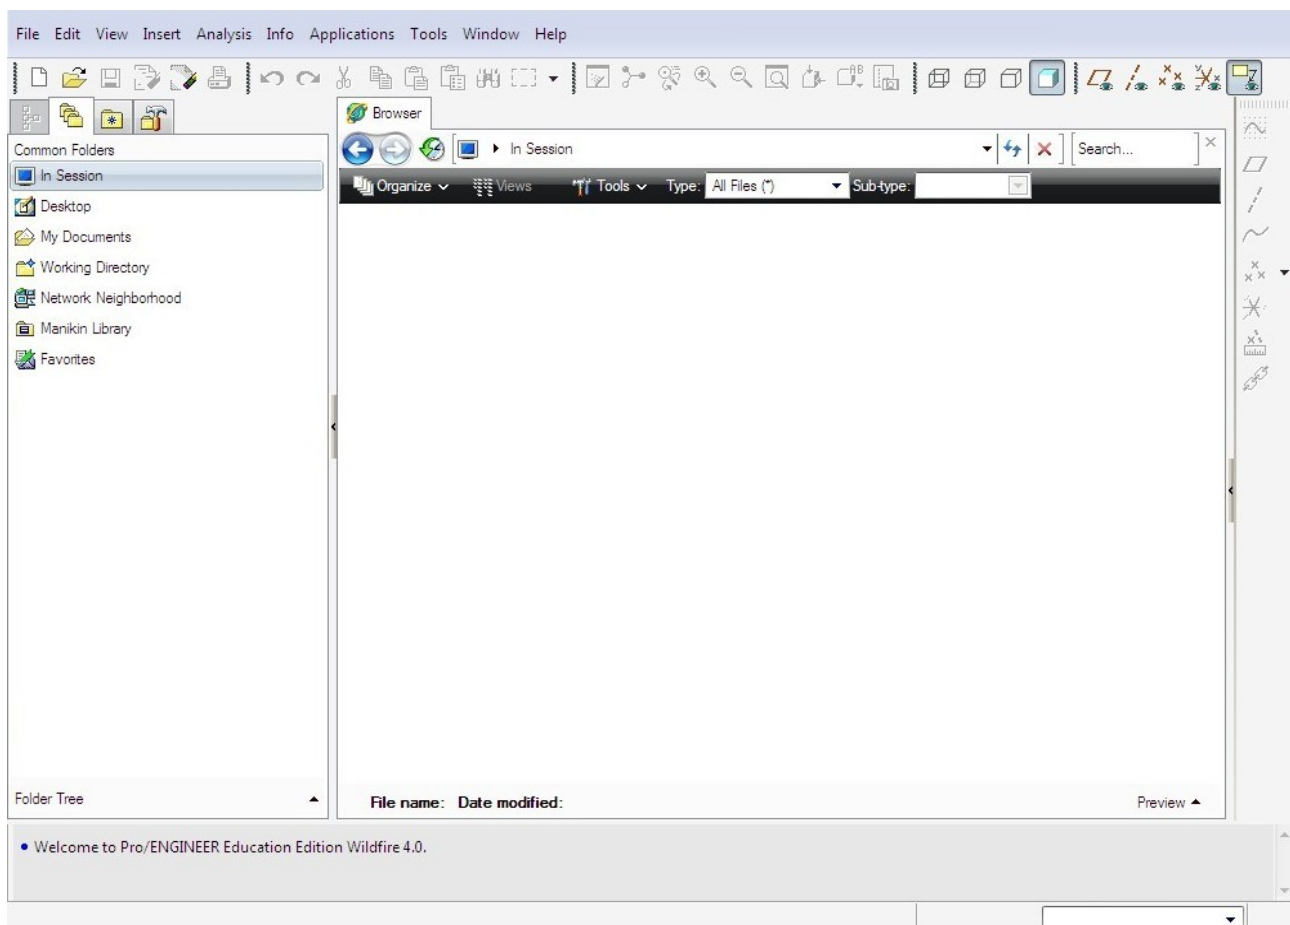 File Edit View Insert Analysis Info Applications Tools Window Help
Browser
Common Folders
In Session
Desktop
My Documents
Working Directory
Network Neighborhood
Manikin Library
Favorites
Folder Tree
In Session
Search...
Organize Views Tools Type: All Files (*) Sub-type:
File name: Date modified:
Preview
• Welcome to Pro/ENGINEER Education Edition Wildfire 4.0.